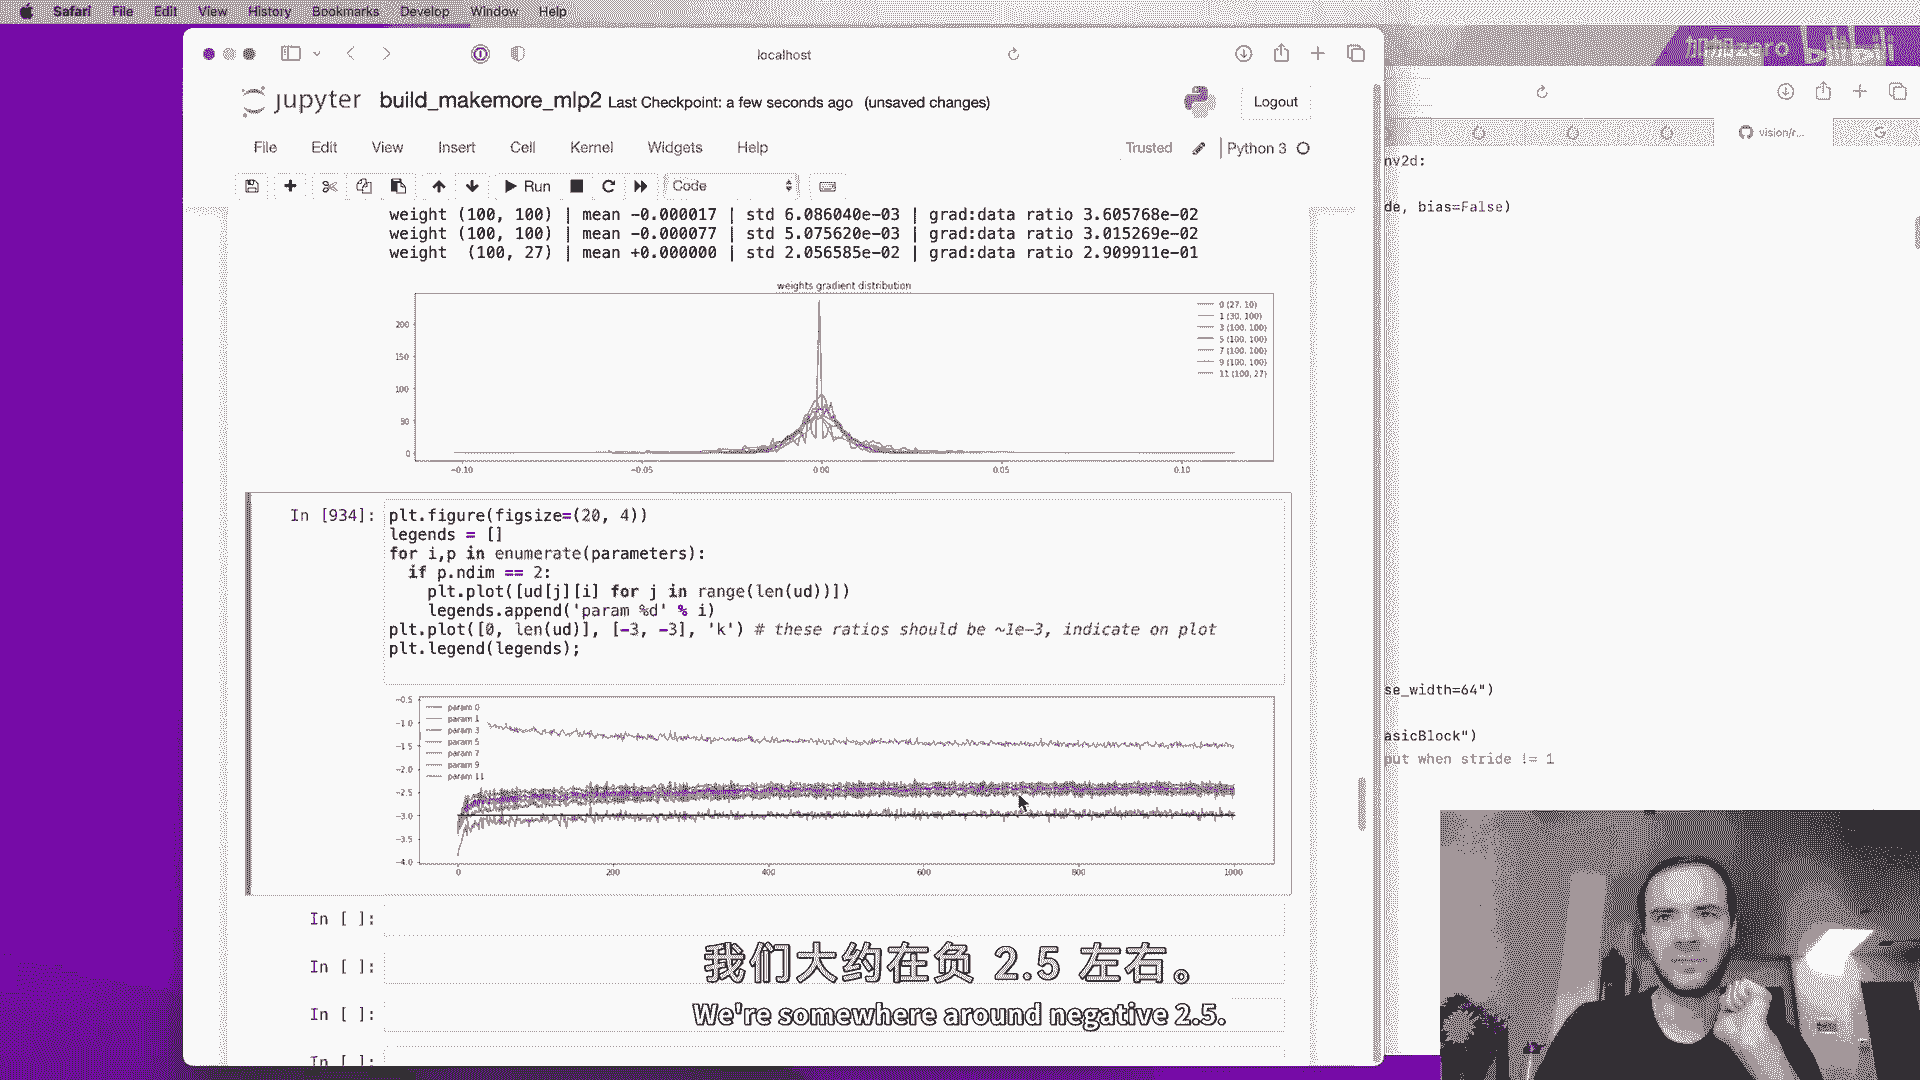 Safari File Edit View History Bookmarks Develop Window Help
加加zero bilibili
localhost
jupyter build_makemore_mlp2 Last Checkpoint: a few seconds ago (unsaved changes)
Logout
File Edit View Insert Cell Kernel Widgets Help
Trusted Python 3
Run Code
vision/r...
nv2d:
de, bias=False)
weight (100, 100) | mean -0.000017 | std 6.086040e-03 | grad:data ratio 3.605768e-02
weight (100, 100) | mean -0.000077 | std 5.075620e-03 | grad:data ratio 3.015269e-02
weight (100, 27) | mean +0.000000 | std 2.056585e-02 | grad:data ratio 2.909911e-01
weights gradient distribution
200
150
100
50
0
0 (27, 10)
1 (30, 100)
3 (100, 100)
5 (100, 100)
7 (100, 100)
9 (100, 100)
11 (100, 27)
-0.10 -0.05 0.00 0.05 0.10
In [934]:
plt.figure(figsize=(20, 4))
legends = []
for i,p in enumerate(parameters):
if p.ndim == 2:
plt.plot([ud[j][i] for j in range(len(ud))])
legends.append('param %d' % i)
plt.plot([0, len(ud)], [-3, -3], 'k') # these ratios should be ~1e-3, indicate on plot
plt.legend(legends);
se_width=64")
asicBlock")
put when stride != 1
-0.5
-1.0
-1.5
-2.0
-2.5
-3.0
-3.5
-4.0
param 0
param 1
param 3
param 5
param 7
param 9
param 11
0 200 400 600 800 1000
In [ ]:
In [ ]:
In [ ]:
In [ ]:
我们大约在负 2.5 左右。
We're somewhere around negative 2.5.